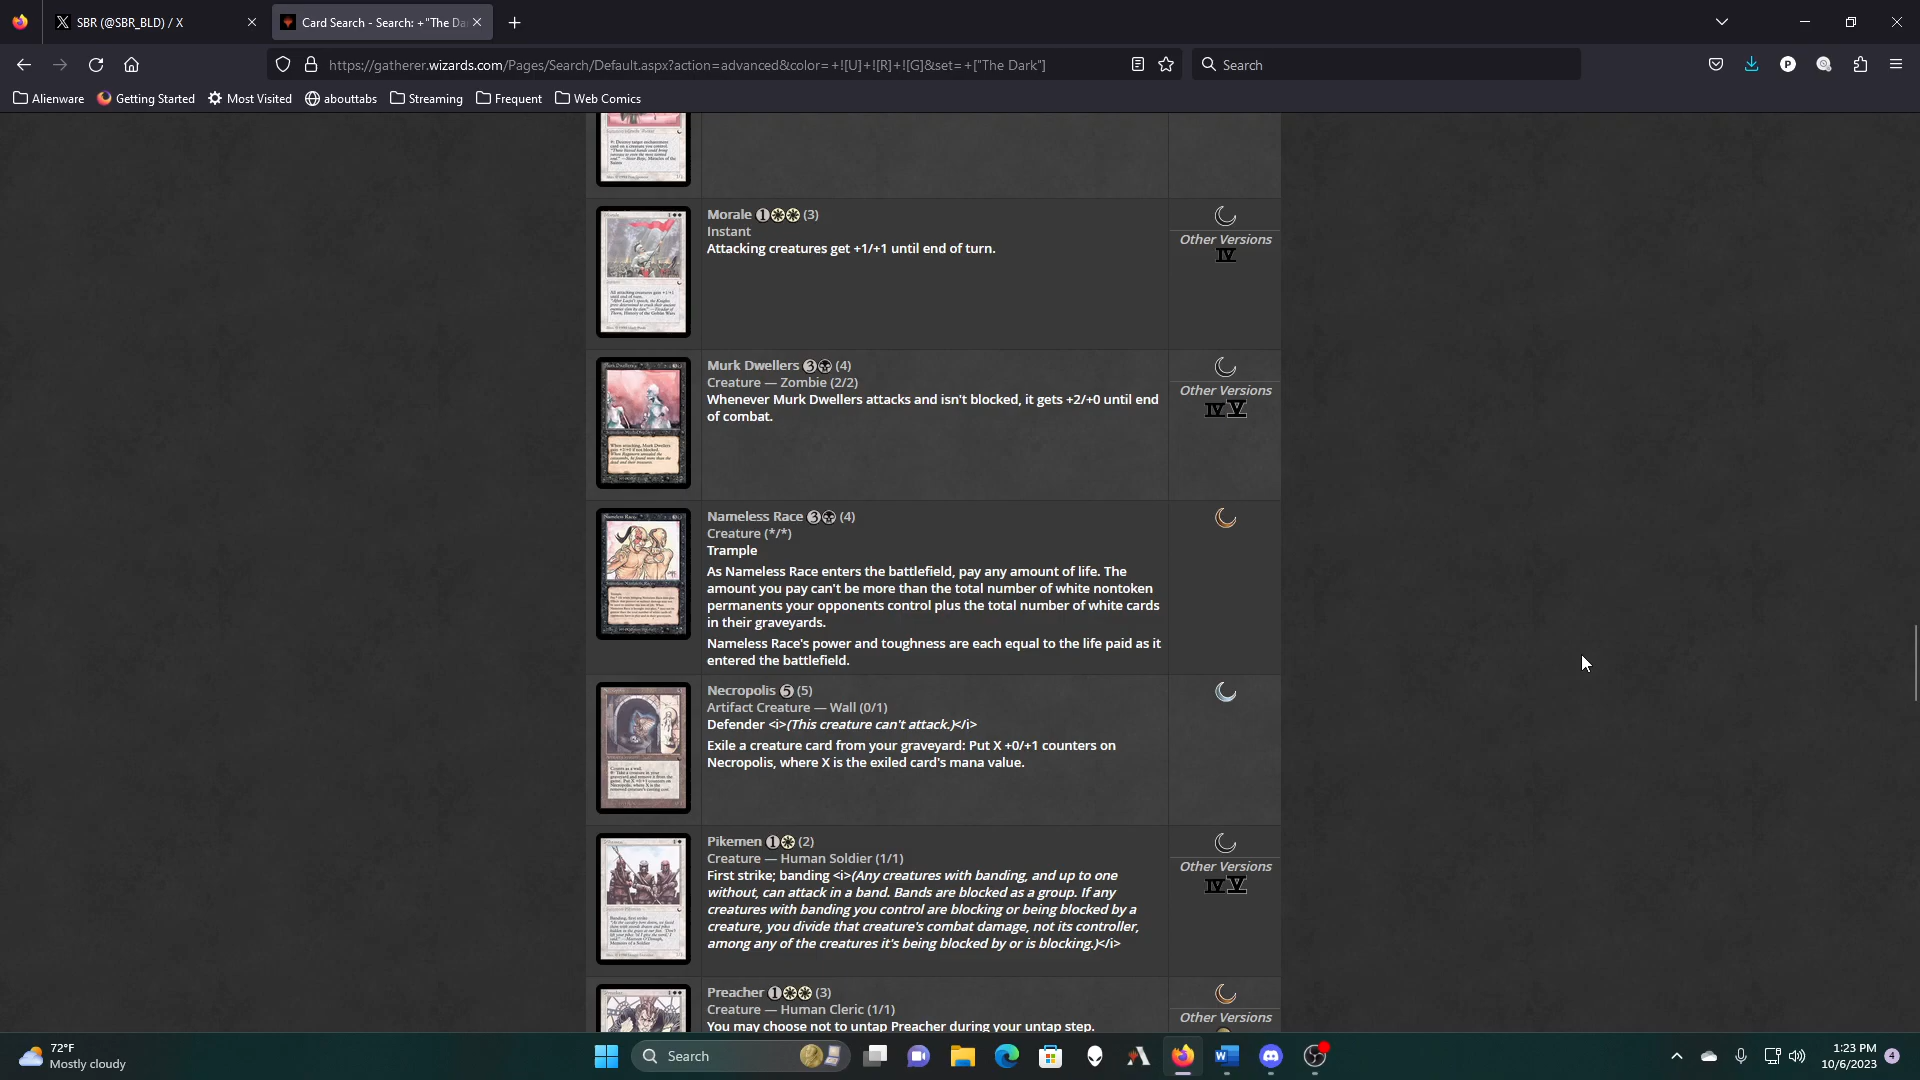 SBR (@SBR_BLD) / X
Card Search - Search: +"The Da
https://gatherer.wizards.com/Pages/Search/Default.aspx?action=advanced&color=+![U]+![R]+![G]&set=+["The Dark"]
Search
Alienware
Getting Started
Most Visited
abouttabs
Streaming
Frequent
Web Comics
Morale 1 (3)
Instant
Attacking creatures get +1/+1 until end of turn.
Other Versions
IV
Murk Dwellers 3 (4)
Creature — Zombie (2/2)
Whenever Murk Dwellers attacks and isn't blocked, it gets +2/+0 until end
of combat.
Other Versions
IV V
Nameless Race 3 (4)
Creature (*/*)
Trample
As Nameless Race enters the battlefield, pay any amount of life. The
amount you pay can't be more than the total number of white nontoken
permanents your opponents control plus the total number of white cards
in their graveyards.
Nameless Race's power and toughness are each equal to the life paid as it
entered the battlefield.
Necropolis 5 (5)
Artifact Creature — Wall (0/1)
Defender <i>(This creature can't attack.)</i>
Exile a creature card from your graveyard: Put X +0/+1 counters on
Necropolis, where X is the exiled card's mana value.
Pikemen 1 (2)
Creature — Human Soldier (1/1)
First strike; banding <i>(Any creatures with banding, and up to one
without, can attack in a band. Bands are blocked as a group. If any
creatures with banding you control are blocking or being blocked by a
creature, you divide that creature's combat damage, not its controller,
among any of the creatures it's being blocked by or is blocking.)</i>
Other Versions
IV V
Preacher 1 (3)
Creature — Human Cleric (1/1)
You may choose not to untap Preacher during your untap step.
Other Versions
72°F
Mostly cloudy
Search
1:23 PM
10/6/2023
4